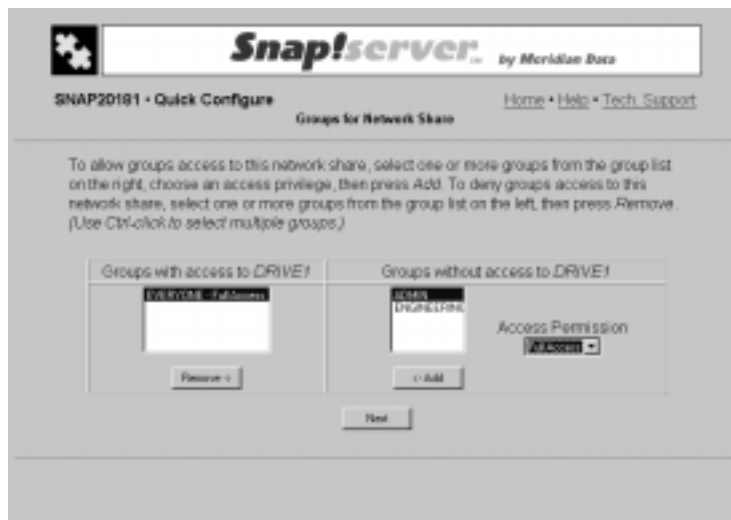 Snap!server™ by Meridian Data
SNAP20181 • Quick Configure
Home • Help • Tech. Support
Groups for Network Share
To allow groups access to this network share, select one or more groups from the group list
on the right, choose an access privilege, then press Add. To deny groups access to this
network share, select one or more groups from the group list on the left, then press Remove.
(Use Ctrl-click to select multiple groups.)
Groups with access to DRIVE1
Groups without access to DRIVE1
EVERYONE - Full Access
ADMIN
ENGINEERING
Access Permission
Full Access
Remove ->
<- Add
Next